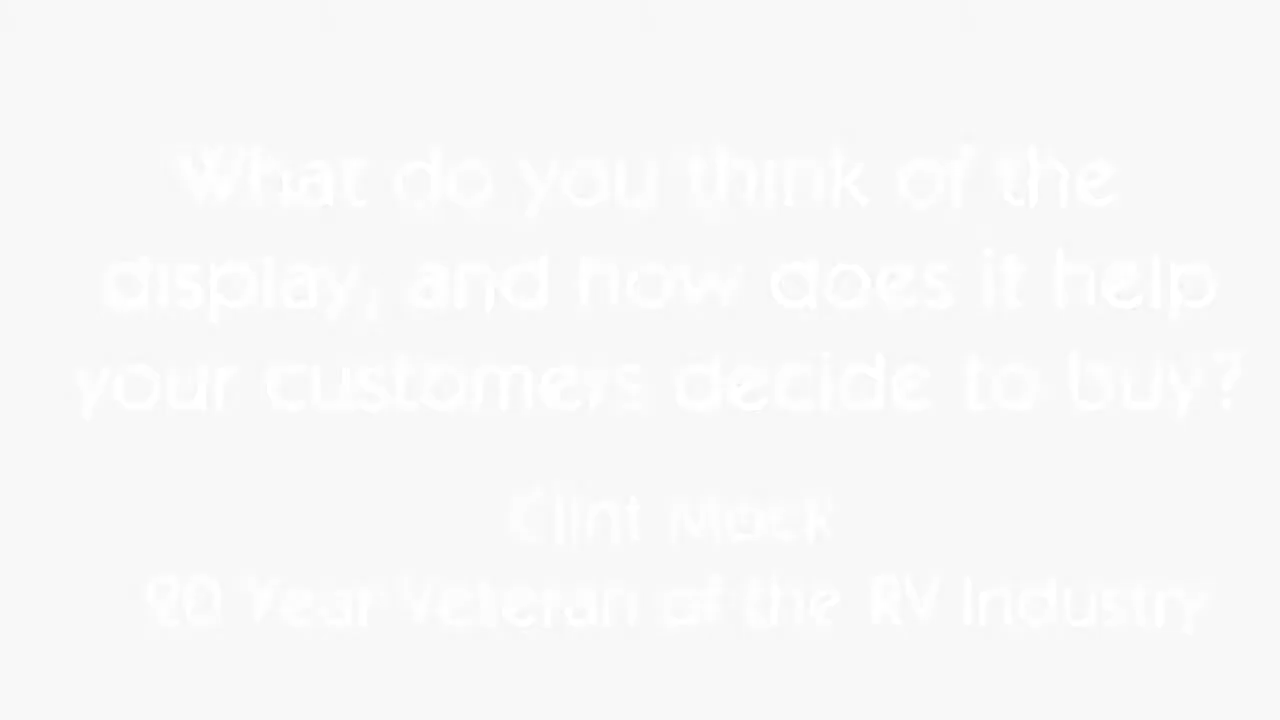 What do you think of the
display, and how does it help
your customers decide to buy?
Clint Mock
20 Year Veteran of the RV Industry